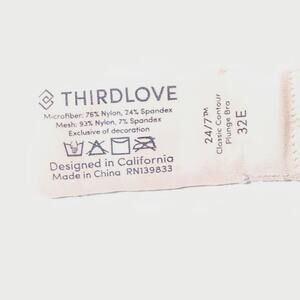 THIRDLOVE
Microfiber: 76% Nylon, 24% Spandex
Mesh: 93% Nylon, 7% Spandex
Exclusive of decoration
Designed in California
Made in China RN139833
24/7™
Classic Contour
Plunge Bra
32E